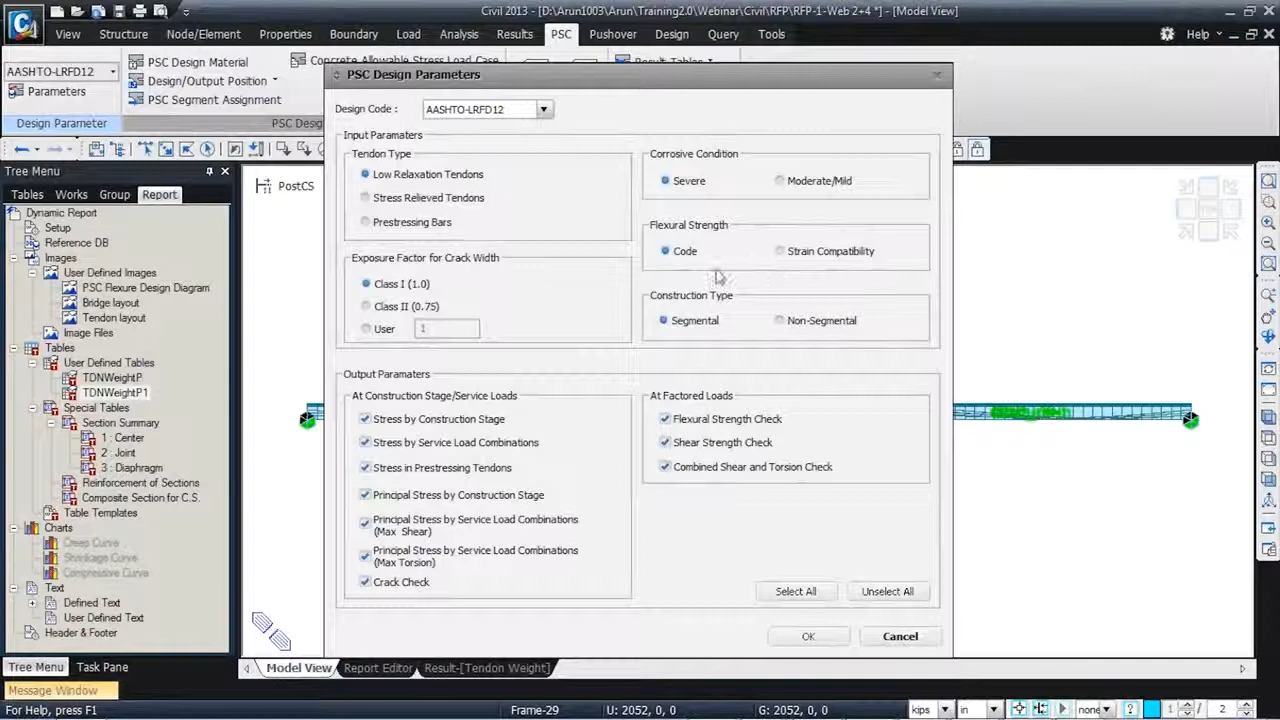 Civil 2013 - [D:\Arun1003\Arun\Training2.0\Webinar\Civil\RFP\RFP-1-Web 2+4 *] - [Model View]
View Structure Node/Element Properties Boundary Load Analysis Results PSC Pushover Design Query Tools Help
AASHTO-LRFD12
Parameters
Design Parameter
PSC Design Material
Design/Output Position
PSC Segment Assignment
Concrete Allowable Stress Load Case
Result Tables
PSC Desig
PSC Design Parameters
Design Code : AASHTO-LRFD12
Input Paramaters
Tendon Type
Low Relaxation Tendons
Stress Relieved Tendons
Prestressing Bars
Exposure Factor for Crack Width
Class I (1.0)
Class II (0.75)
User 1
Corrosive Condition
Severe Moderate/Mild
Flexural Strength
Code Strain Compatibility
Construction Type
Segmental Non-Segmental
Output Paramaters
At Construction Stage/Service Loads
Stress by Construction Stage
Stress by Service Load Combinations
Stress in Prestressing Tendons
Principal Stress by Construction Stage
Principal Stress by Service Load Combinations
(Max Shear)
Principal Stress by Service Load Combinations
(Max Torsion)
Crack Check
At Factored Loads
Flexural Strength Check
Shear Strength Check
Combined Shear and Torsion Check
Select All Unselect All
OK Cancel
Tree Menu
Tables Works Group Report
Dynamic Report
Setup
Reference DB
Images
User Defined Images
PSC Flexure Design Diagram
Bridge layout
Tendon layout
Image Files
Tables
User Defined Tables
TDNWeightP
TDNWeightP1
Special Tables
Section Summary
1 : Center
2 : Joint
3 : Diaphragm
Reinforcement of Sections
Composite Section for C.S.
Table Templates
Charts
Creep Curve
Shrinkage Curve
Compressive Curve
Text
Defined Text
User Defined Text
Header & Footer
PostCS
Tree Menu Task Pane
Model View Report Editor Result-[Tendon Weight]
Message Window
For Help, press F1
Frame-29 U: 2052, 0, 0 G: 2052, 0, 0 kips in none 1 / 2